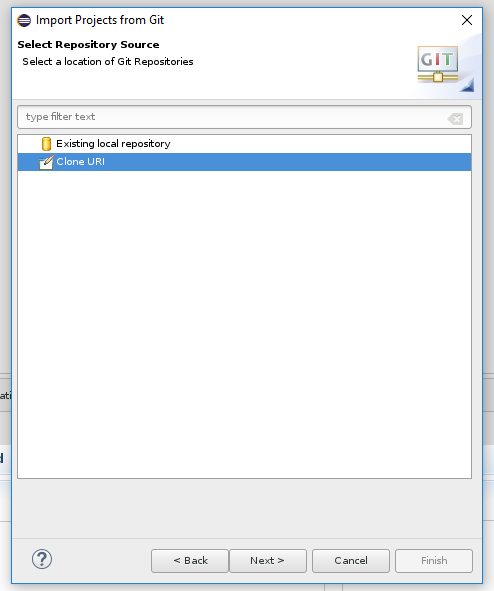 Import Projects from Git
Select Repository Source
Select a location of Git Repositories
GIT
type filter text
Existing local repository
Clone URI
ati
d
?
< Back
Next >
Cancel
Finish